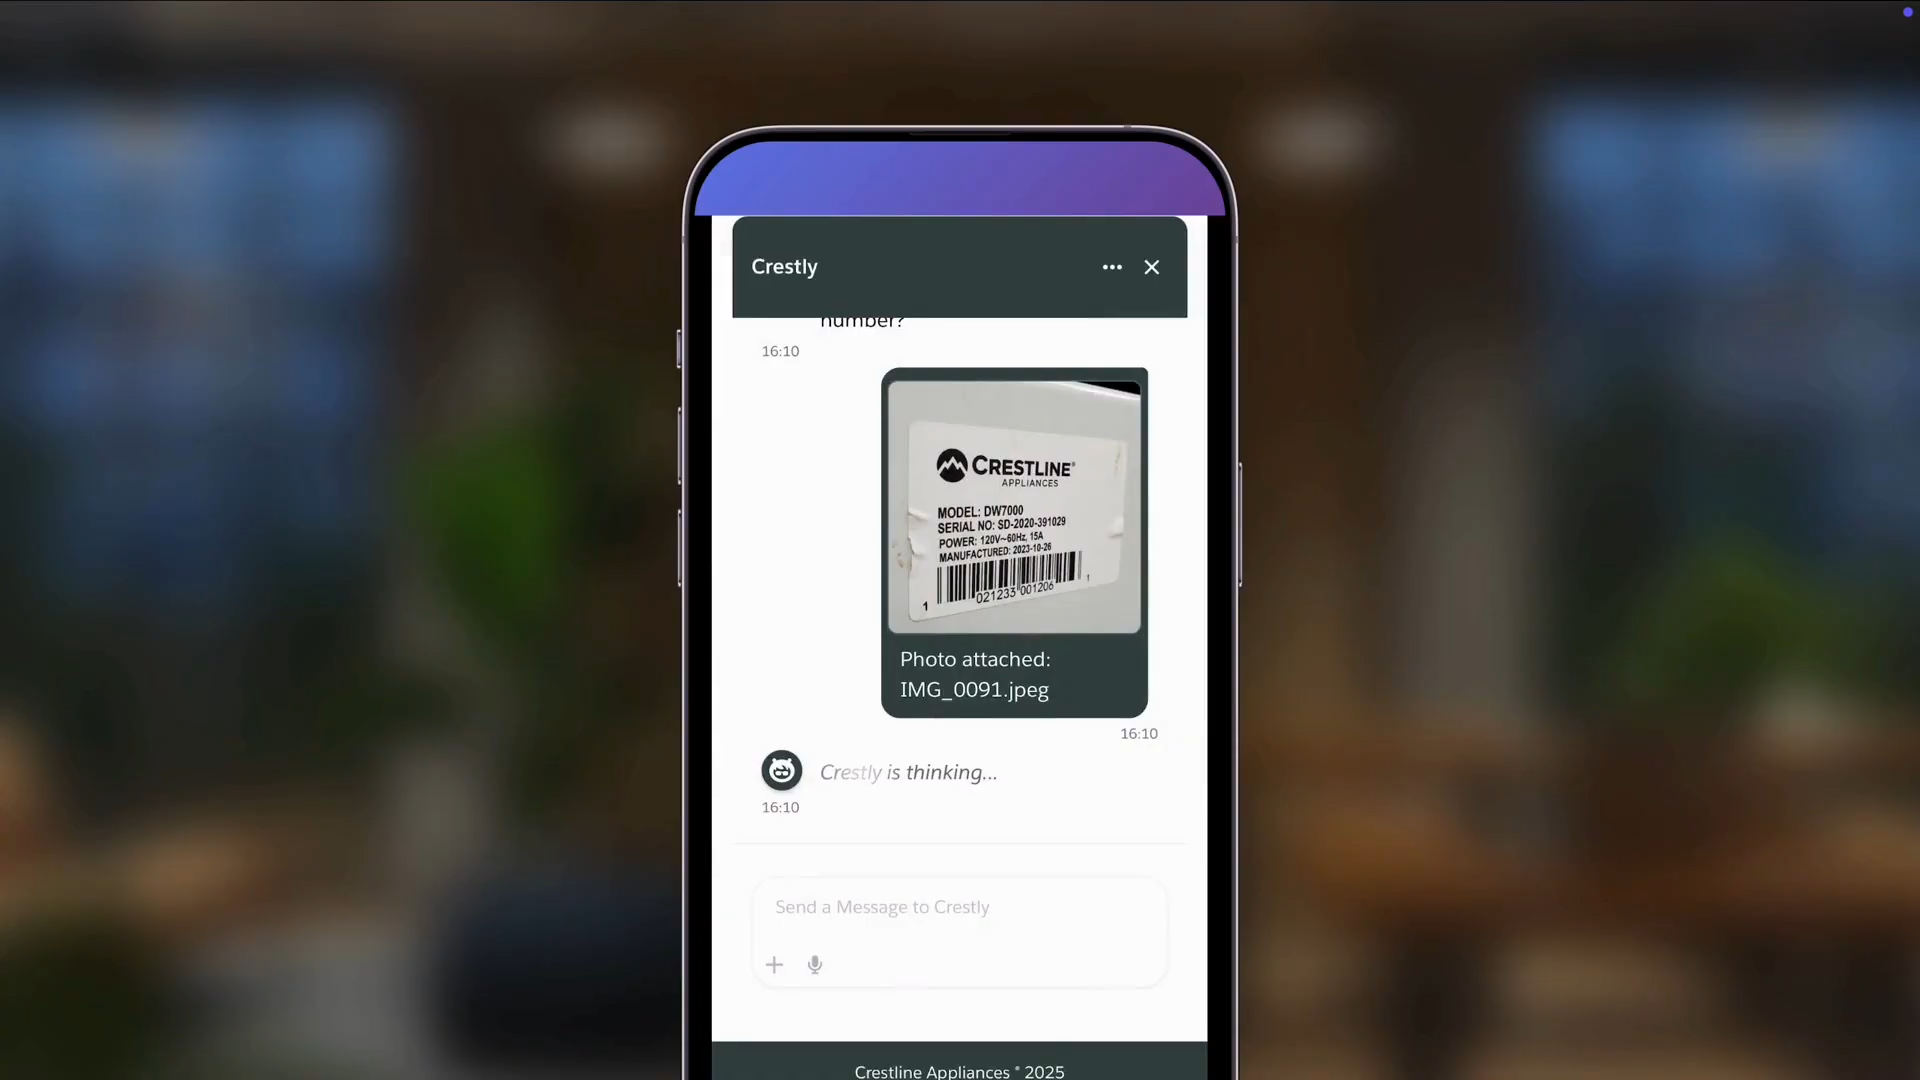 Crestly
number?
16:10
CRESTLINE®
APPLIANCES
MODEL: DW7000
SERIAL NO: SD-2020-391029
POWER: 120V~60Hz, 15A
MANUFACTURED: 2023-10-26
1 021233 001206 1
Photo attached:
IMG_0091.jpeg
16:10
Crestly is thinking...
16:10
Send a Message to Crestly
Crestline Appliances ® 2025